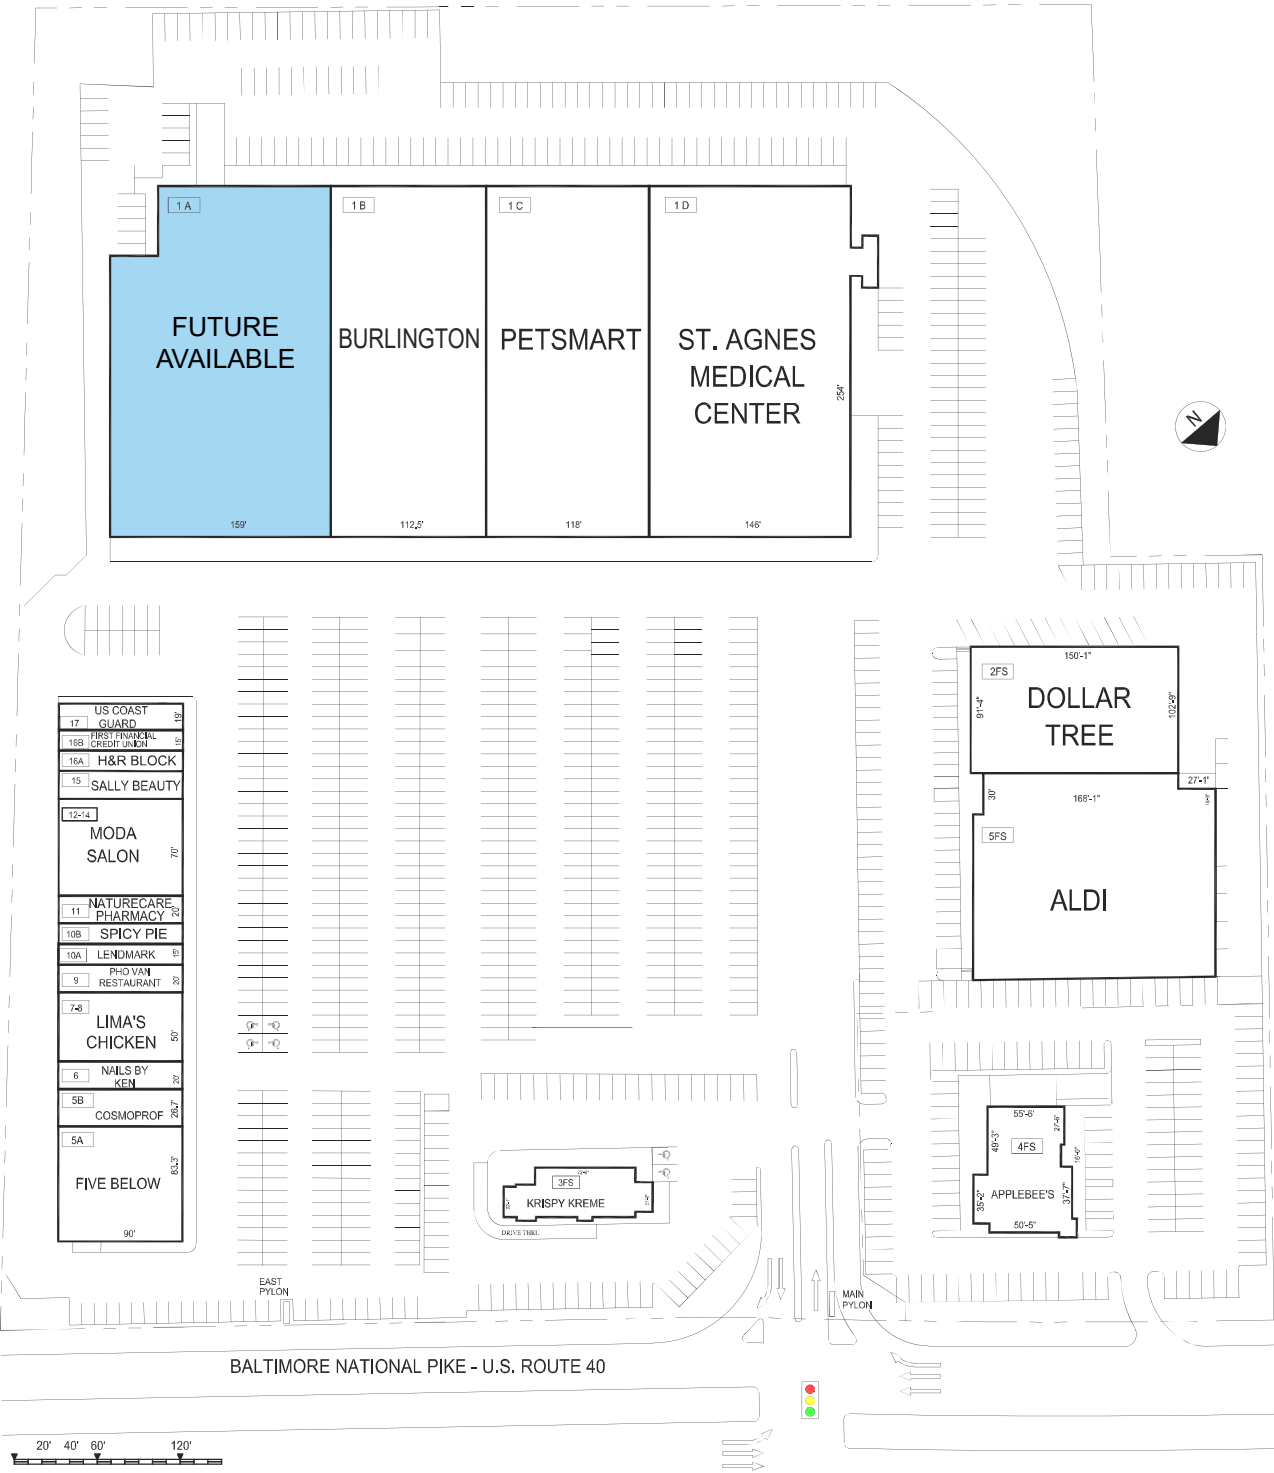 1 A
1 B
1 C
1 D
FUTURE
AVAILABLE
BURLINGTON
PETSMART
ST. AGNES
MEDICAL
CENTER
254'
159'
112.5'
118'
146'
N
US COAST
17
GUARD
19'
16B
FIRST FINANCIAL
CREDIT UNION
15'
16A
H&R BLOCK
15
SALLY BEAUTY
12-14
MODA
SALON
70'
11
NATURECARE
PHARMACY
20'
10B
SPICY PIE
10A
LENDMARK
15'
9
PHO VAN
RESTAURANT
20'
7-8
LIMA'S
CHICKEN
50'
6
NAILS BY
KEN
20'
5B
COSMOPROF
26.7'
5A
FIVE BELOW
83.3'
90'
150'-1"
2FS
91'-4"
DOLLAR
TREE
102'-9"
27'-1"
30'
168'-1"
5FS
ALDI
55'-6'
27'-6'
49'-3"
4FS
16'-0"
APPLEBEE'S
35'-2"
37'-7"
50'-5"
3FS
KRISPY KREME
DRIVE THRU
EAST
PYLON
MAIN
PYLON
BALTIMORE NATIONAL PIKE - U.S. ROUTE 40
20' 40' 60' 120'